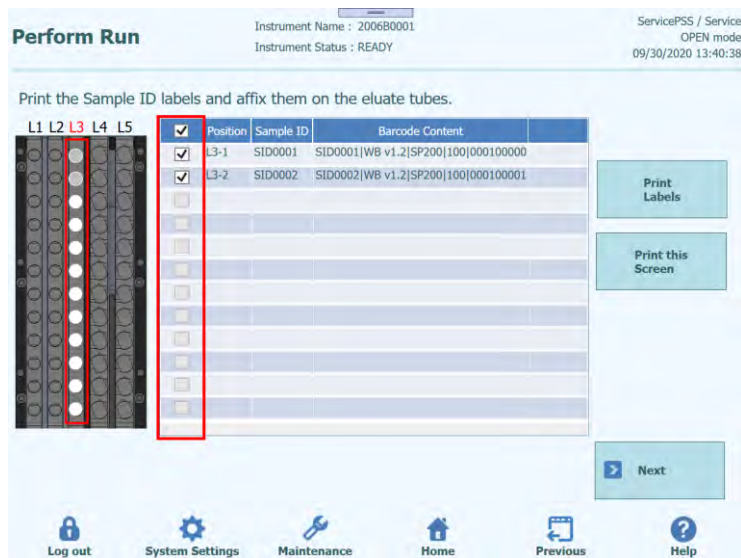 Perform Run
Instrument Name : 2006B0001
Instrument Status : READY
ServicePSS / Service
OPEN mode
09/30/2020 13:40:38
Print the Sample ID labels and affix them on the eluate tubes.
L1 L2 L3 L4 L5
Position Sample ID Barcode Content
L3-1 SID0001 SID0001|WB v1.2|SP200|100|000100000
L3-2 SID0002 SID0002|WB v1.2|SP200|100|000100001
Print
Labels
Print this
Screen
Next
Log out System Settings Maintenance Home Previous Help